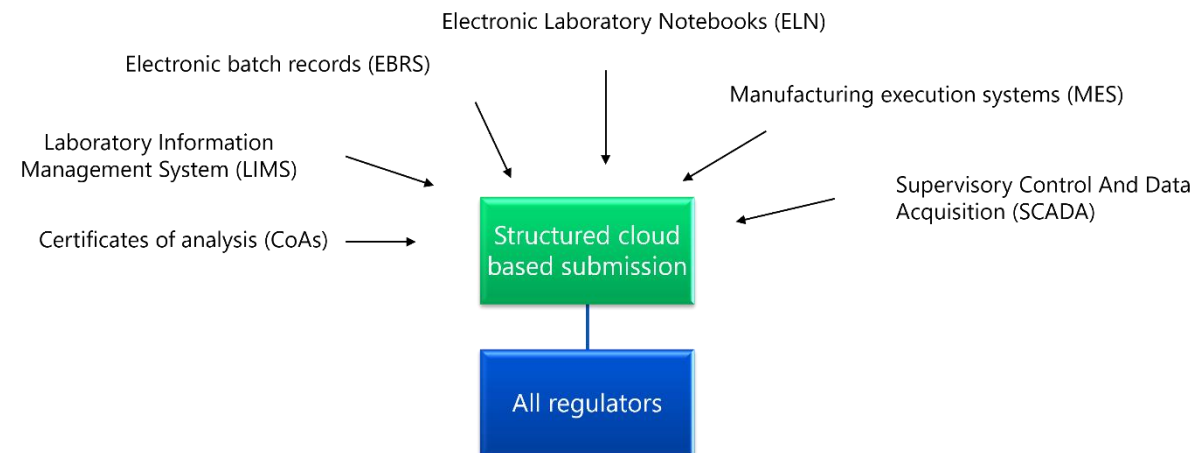 Electronic Laboratory Notebooks (ELN)
Electronic batch records (EBRS)
Manufacturing execution systems (MES)
Laboratory Information
Management System (LIMS)
Supervisory Control And Data
Acquisition (SCADA)
Certificates of analysis (CoAs)
Structured cloud
based submission
All regulators